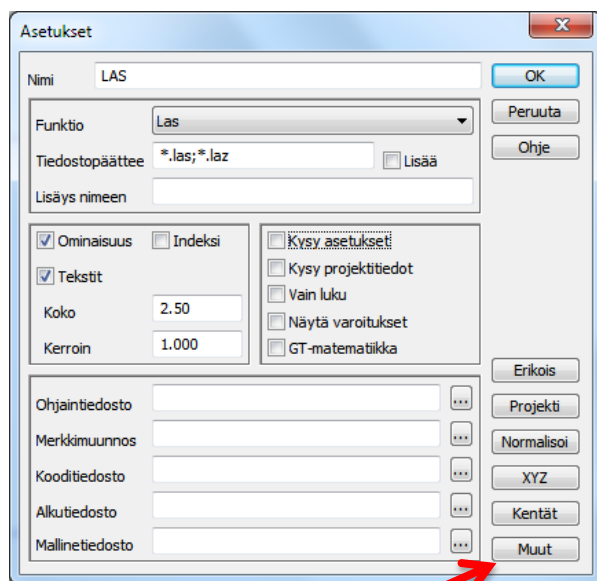 Asetukset
Nimi LAS OK
Funktio Las Peruuta
Tiedostopäättee *.las;*.laz Lisää Ohje
Lisäys nimeen
Ominaisuus Indeksi Kysy asetukset
Tekstit Kysy projektitiedot
Koko 2.50 Vain luku
Näytä varoitukset
Kerroin 1.000 GT-matematiikka
Erikois
Ohjaintiedosto ... Projekti
Merkkimuunnos ... Normalisoi
Kooditiedosto ... XYZ
Alkutiedosto ... Kentät
Mallinetiedosto ... Muut